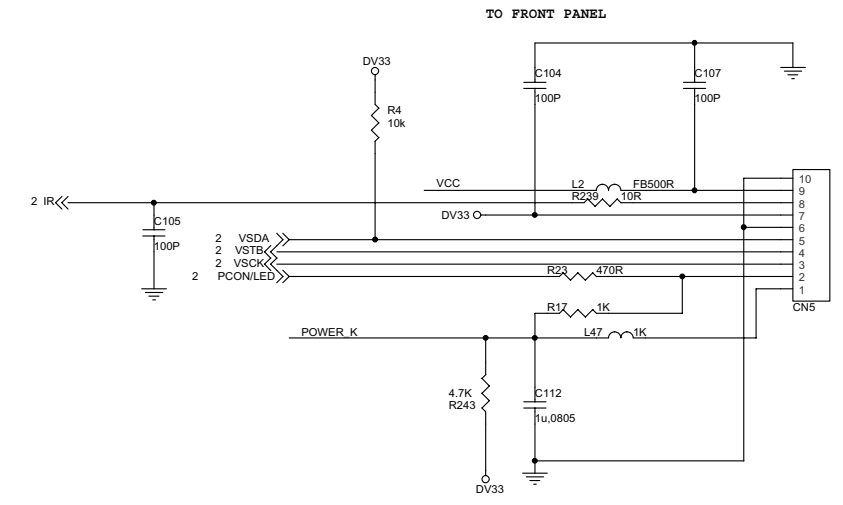 TO FRONT PANEL
DV33
C104
100P
C107
100P
R4
10k
VCC
L2
FB500R
10
9
2 IR
R239
10R
8
DV33
7
C105
100P
6
2 VSDA
5
2 VSTB
4
2 VSCK
3
2 PCON/LED
R23
470R
2
1
CN5
R17
1K
POWER_K
L47
1K
4.7K
R243
C112
1u,0805
DV33